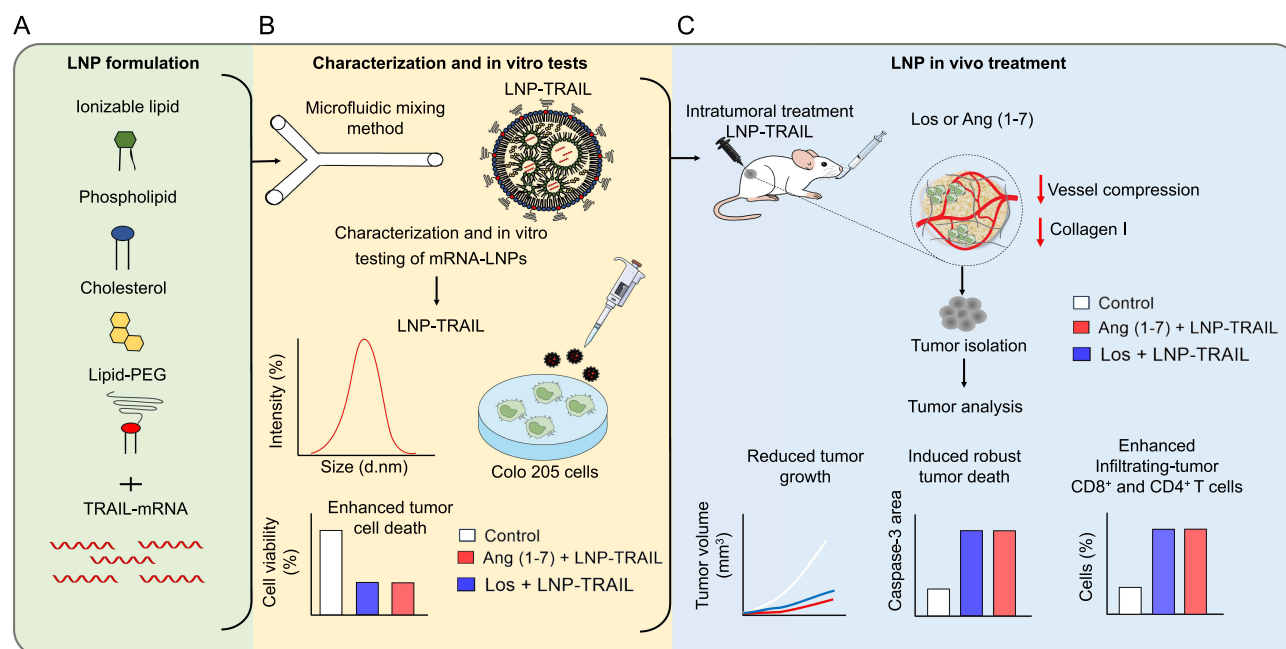 A
LNP formulation
Ionizable lipid
Phospholipid
Cholesterol
Lipid-PEG
+
TRAIL-mRNA
B
Characterization and in vitro tests
Microfluidic mixing
method
LNP-TRAIL
Characterization and in vitro
testing of mRNA-LNPs
LNP-TRAIL
Intensity (%)
Size (d.nm)
Colo 205 cells
Cell viability
(%)
Enhanced tumor
cell death
Control
Ang (1-7) + LNP-TRAIL
Los + LNP-TRAIL
C
LNP in vivo treatment
Intratumoral treatment
LNP-TRAIL
Los or Ang (1-7)
Vessel compression
Collagen I
Tumor isolation
Tumor analysis
Control
Ang (1-7) + LNP-TRAIL
Los + LNP-TRAIL
Reduced tumor
growth
Tumor volume
(mm³)
Induced robust
tumor death
Caspase-3 area
Enhanced
Infiltrating-tumor
CD8⁺ and CD4⁺ T cells
Cells (%)